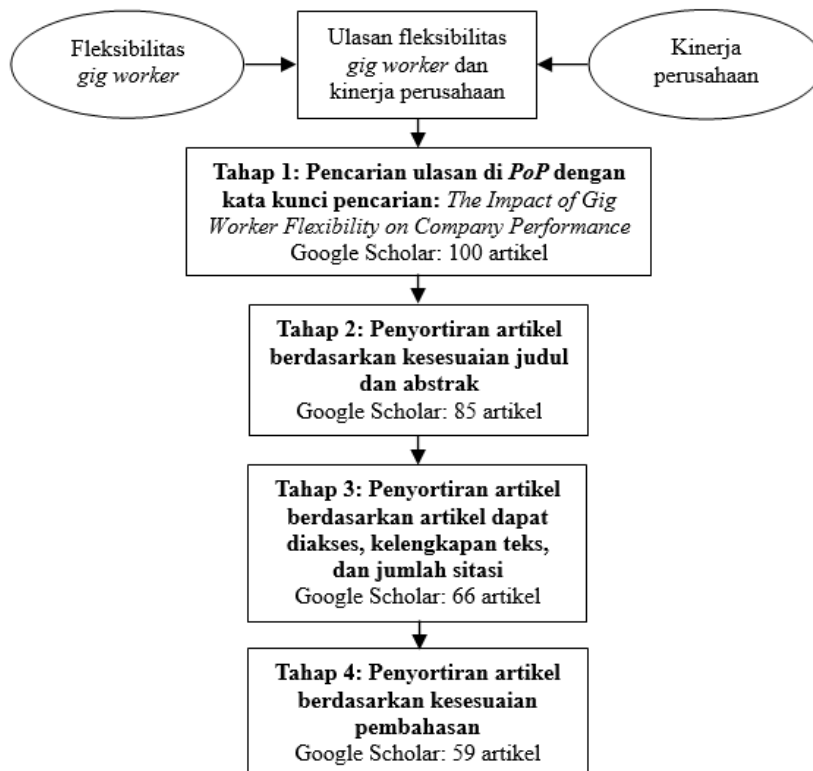 Fleksibilitas
gig worker
Ulasan fleksibilitas
gig worker dan
kinerja perusahaan
Kinerja
perusahaan
Tahap 1: Pencarian ulasan di PoP dengan
kata kunci pencarian: The Impact of Gig
Worker Flexibility on Company Performance
Google Scholar: 100 artikel
Tahap 2: Penyortiran artikel
berdasarkan kesesuaian judul
dan abstrak
Google Scholar: 85 artikel
Tahap 3: Penyortiran artikel
berdasarkan artikel dapat
diakses, kelengkapan teks,
dan jumlah sitasi
Google Scholar: 66 artikel
Tahap 4: Penyortiran artikel
berdasarkan kesesuaian
pembahasan
Google Scholar: 59 artikel